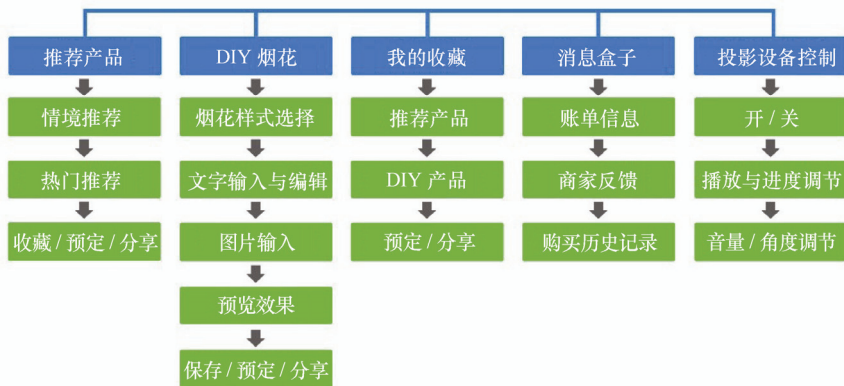 推荐产品
DIY 烟花
我的收藏
消息盒子
投影设备控制
情境推荐
烟花样式选择
推荐产品
账单信息
开 / 关
热门推荐
文字输入与编辑
DIY 产品
商家反馈
播放与进度调节
收藏 / 预定 / 分享
图片输入
预定 / 分享
购买历史记录
音量 / 角度调节
预览效果
保存 / 预定 / 分享